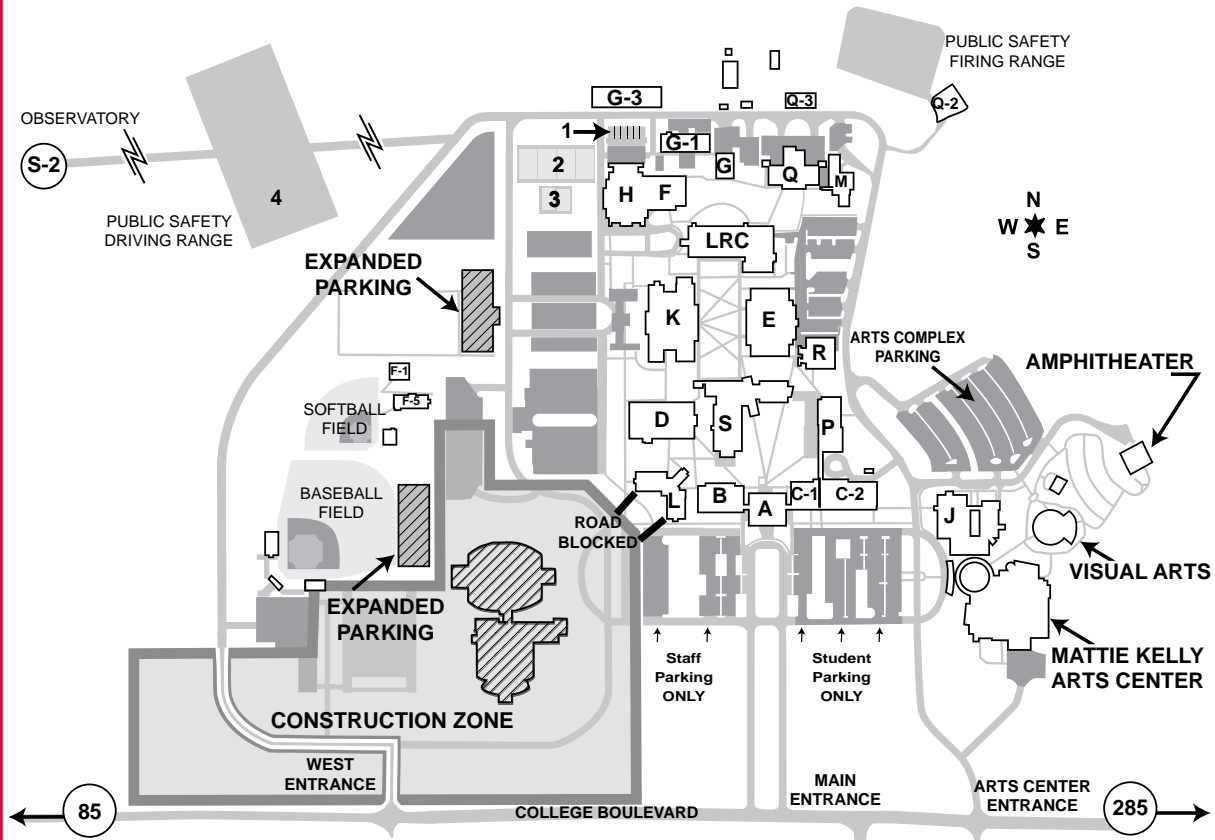 PUBLIC SAFETY
FIRING RANGE
G-3
Q-3
Q-2
OBSERVATORY
S-2
1
G-1
2
G
Q
M
3
H
F
4
PUBLIC SAFETY
DRIVING RANGE
N
W E
S
LRC
EXPANDED
PARKING
K
E
R
ARTS COMPLEX
PARKING
AMPHITHEATER
F-1
F-5
SOFTBALL
FIELD
D
S
P
BASEBALL
FIELD
L
B
A
C-1
C-2
J
ROAD
BLOCKED
VISUAL ARTS
EXPANDED
PARKING
Staff
Parking
ONLY
Student
Parking
ONLY
MATTIE KELLY
ARTS CENTER
CONSTRUCTION ZONE
WEST
ENTRANCE
MAIN
ENTRANCE
ARTS CENTER
ENTRANCE
85
COLLEGE BOULEVARD
285